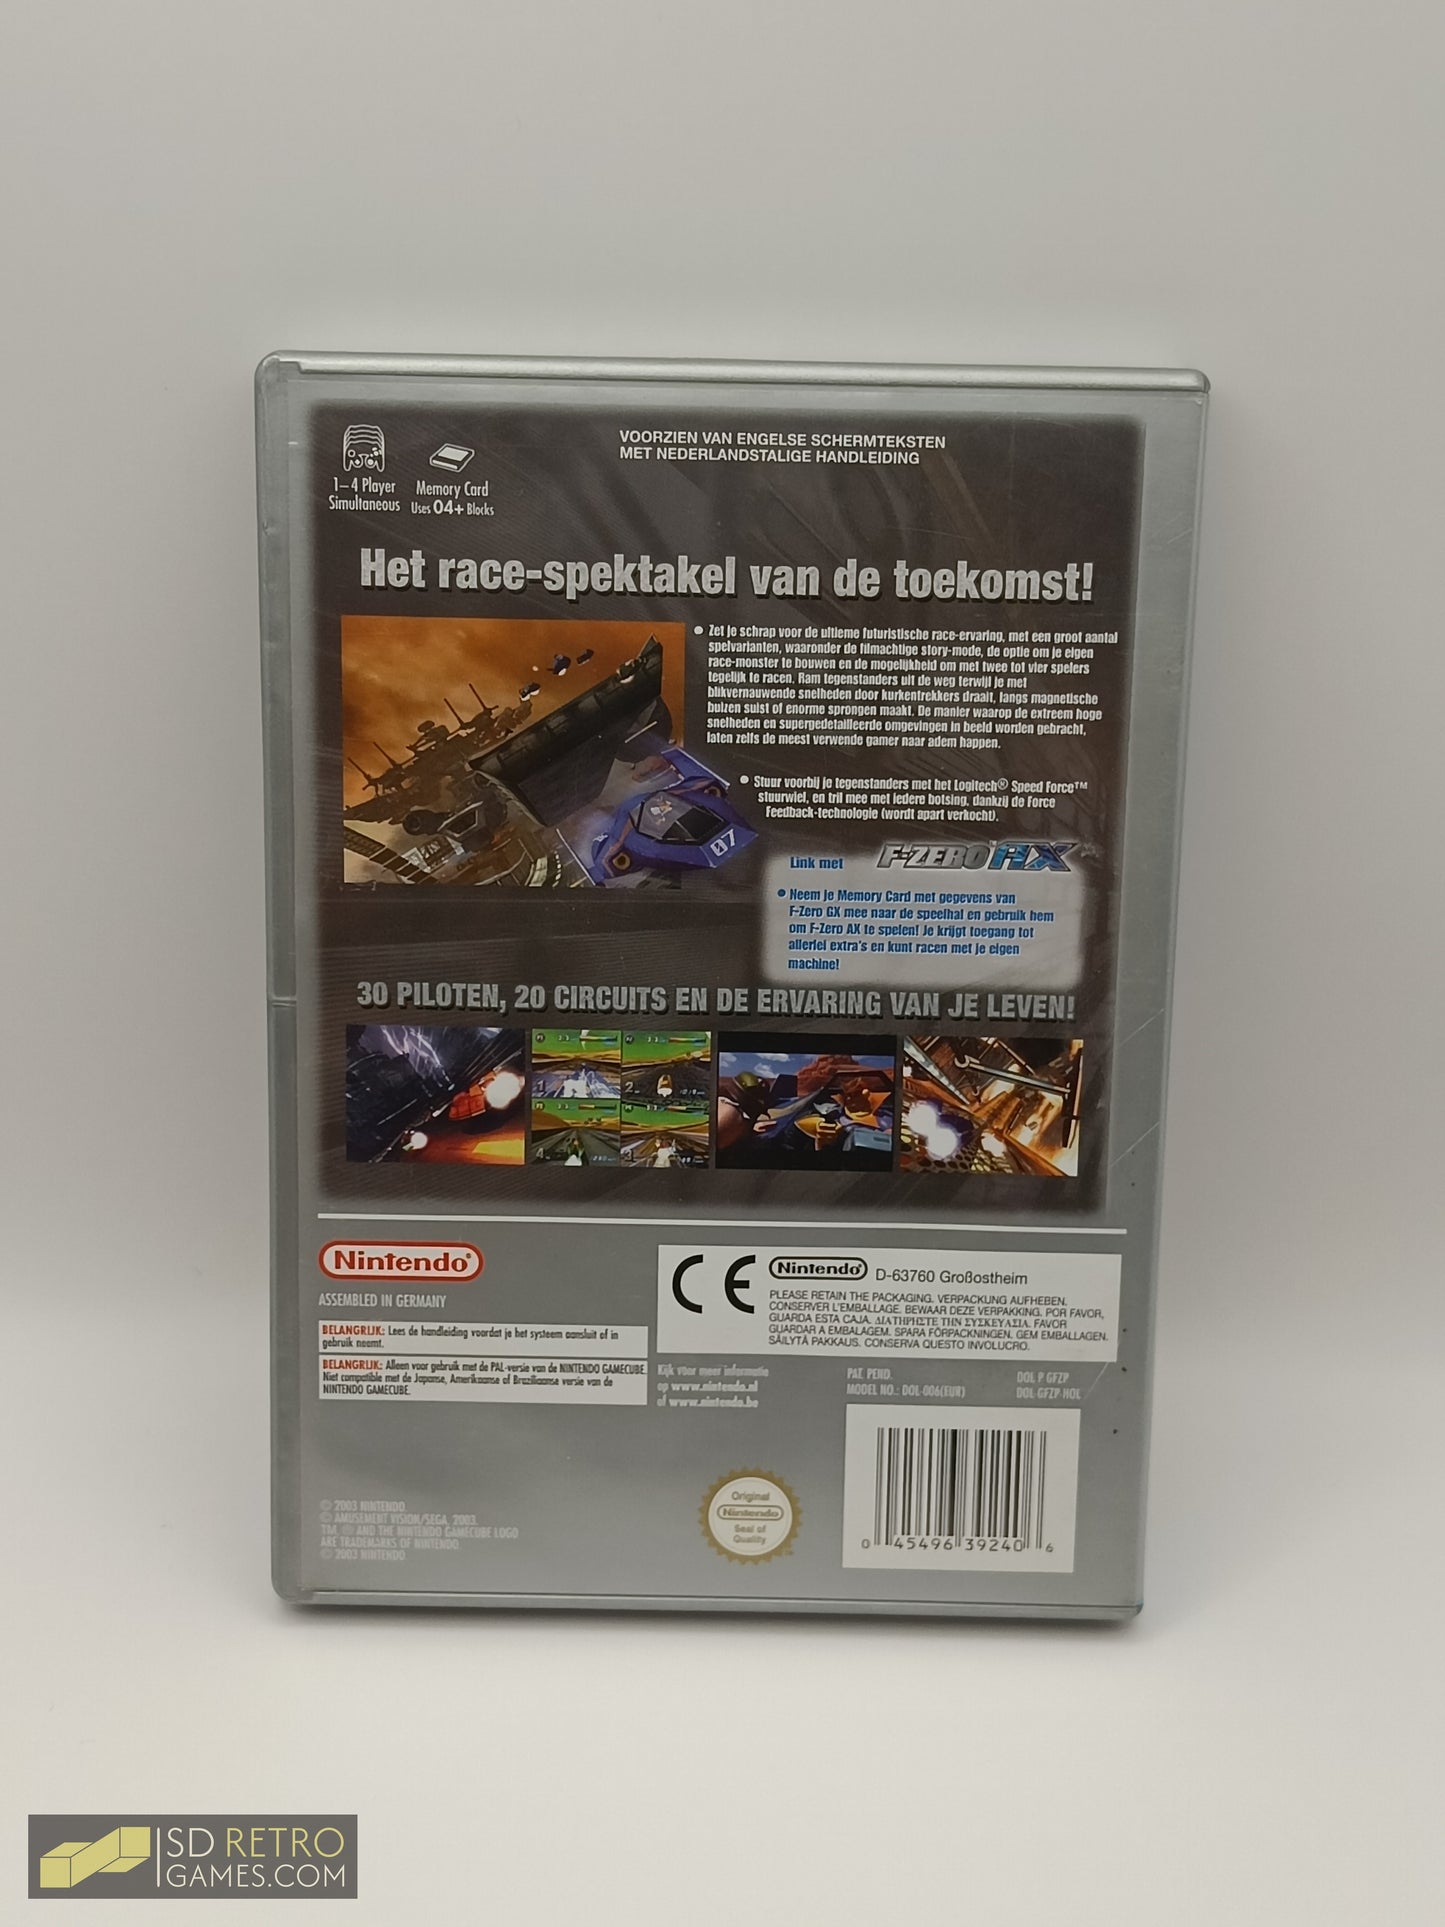 VOORZIEN VAN ENGELSE SCHERMTEKSTEN
MET NEDERLANDSTALIGE HANDLEIDING
1–4 Player
Simultaneous
Memory Card
Uses 04+ Blocks
Het race-spektakel van de toekomst!
• Zet je schrap voor de ultieme futuristische race-ervaring, met een groot aantal
spelvarianten, waaronder de filmachtige story-mode, de optie om je eigen
race-monster te bouwen en de mogelijkheid om met twee tot vier spelers
tegelijk te racen. Ram tegenstanders uit de weg terwijl je met
blikvernauwende snelheden door kurkentrekkers draait, langs magnetische
buizen suist of enorme sprongen maakt. De manier waarop de extreem hoge
snelheden en supergedetailleerde omgevingen in beeld worden gebracht,
laten zelfs de meest verwende gamer naar adem happen.
• Stuur voorbij je tegenstanders met het Logitech® Speed Force™
stuurwiel, en tril mee met iedere botsing, dankzij de Force
Feedback-technologie (wordt apart verkocht).
07
Link met F-ZERO AX
• Neem je Memory Card met gegevens van
F-Zero GX mee naar de speelhal en gebruik hem
om F-Zero AX te spelen! Je krijgt toegang tot
allerlei extra's en kunt racen met je eigen
machine!
30 PILOTEN, 20 CIRCUITS EN DE ERVARING VAN JE LEVEN!
Nintendo®
ASSEMBLED IN GERMANY
BELANGRIJK: Lees de handleiding voordat je het systeem aansluit of in
gebruik neemt.
BELANGRIJK: Alleen voor gebruik met de PAL-versie van de NINTENDO GAMECUBE.
Niet compatible met de Japanse, Amerikaanse of Braziliaanse versie van de
NINTENDO GAMECUBE.
CE Nintendo® D-63760 Großostheim
PLEASE RETAIN THE PACKAGING. VERPACKUNG AUFHEBEN.
CONSERVER L'EMBALLAGE. BEWAAR DEZE VERPAKKING. POR FAVOR,
GUARDA ESTA CAJA. ΔΙΑΤΗΡΗΣΤΕ ΤΗΝ ΣΥΣΚΕΥΑΣΙΑ. FAVOR
GUARDAR A EMBALAGEM. SPARA FÖRPACKNINGEN. GEM EMBALLAGEN.
SÄILYTÄ PAKKAUS. CONSERVA QUESTO INVOLUCRO.
Kijk voor meer informatie
op www.nintendo.nl
of www.nintendo.be
PAT. PEND.
MODEL NO.: DOL-006(EUR)
DOL P GFZP
DOL GFZP HOL
© 2003 NINTENDO.
© AMUSEMENT VISION/SEGA, 2003.
TM, ® AND THE NINTENDO GAMECUBE LOGO
ARE TRADEMARKS OF NINTENDO.
© 2003 NINTENDO.
Original
Nintendo
Seal of
Quality
0 45496 39240 6
SD RETRO
GAMES.COM